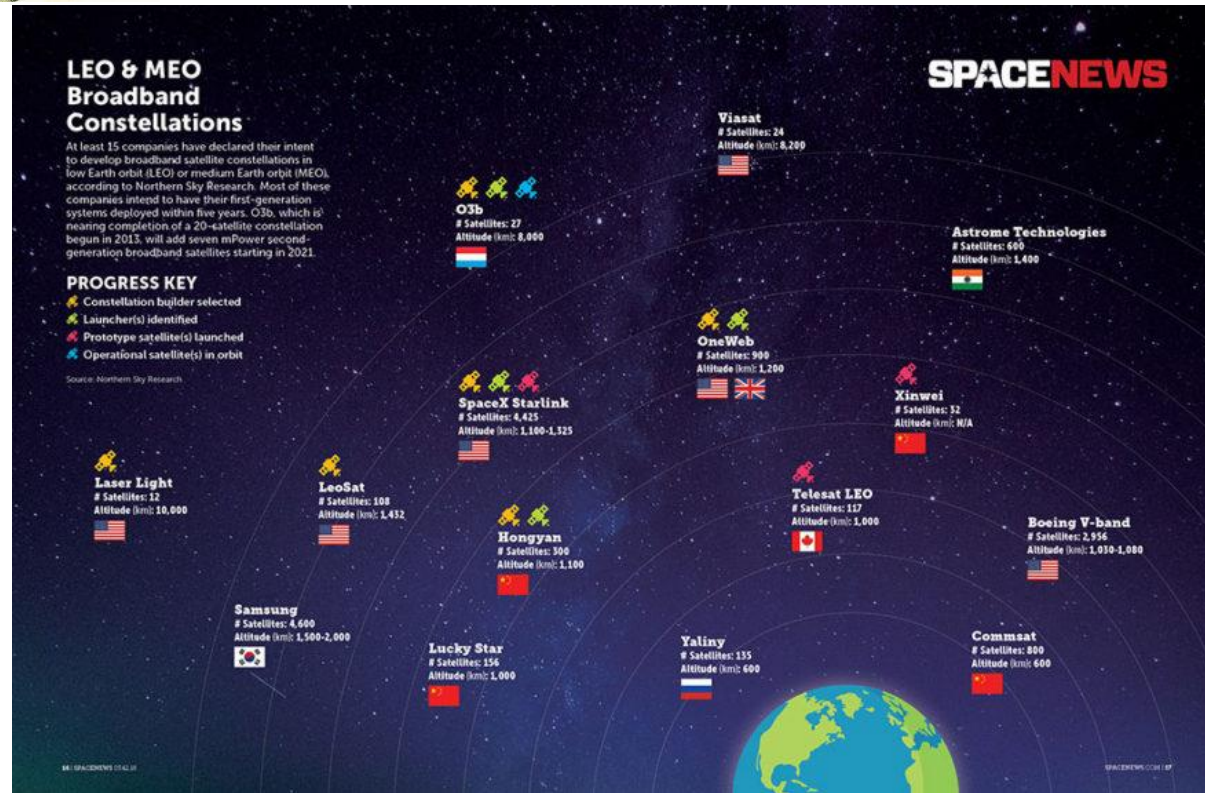 LEO & MEO
Broadband
Constellations
At least 15 companies have declared their intent
to develop broadband satellite constellations in
low Earth orbit (LEO) or medium Earth orbit (MEO),
according to Northern Sky Research. Most of these
companies intend to have their first-generation
systems deployed within five years. O3b, which is
nearing completion of a 20-satellite constellation
begun in 2013, will add seven mPower second-
generation broadband satellites starting in 2021.
PROGRESS KEY
Constellation builder selected
Launcher(s) identified
Prototype satellite(s) launched
Operational satellite(s) in orbit
Source: Northern Sky Research
SPACENEWS
Viasat
# Satellites: 24
Altitude (km): 8,200
O3b
# Satellites: 27
Altitude (km): 8,000
Astrome Technologies
# Satellites: 600
Altitude (km): 1,400
OneWeb
# Satellites: 900
Altitude (km): 1,200
SpaceX Starlink
# Satellites: 4,425
Altitude (km): 1,100-1,325
Xinwei
# Satellites: 32
Altitude (km): N/A
Laser Light
# Satellites: 12
Altitude (km): 10,000
LeoSat
# Satellites: 108
Altitude (km): 1,432
Telesat LEO
# Satellites: 117
Altitude (km): 1,000
Hongyan
# Satellites: 300
Altitude (km): 1,100
Boeing V-band
# Satellites: 2,956
Altitude (km): 1,030-1,080
Samsung
# Satellites: 4,600
Altitude (km): 1,500-2,000
Lucky Star
# Satellites: 156
Altitude (km): 1,000
Yaliny
# Satellites: 135
Altitude (km): 600
Commsat
# Satellites: 800
Altitude (km): 600
SPACENEWS
SPACENEWS.COM | 17